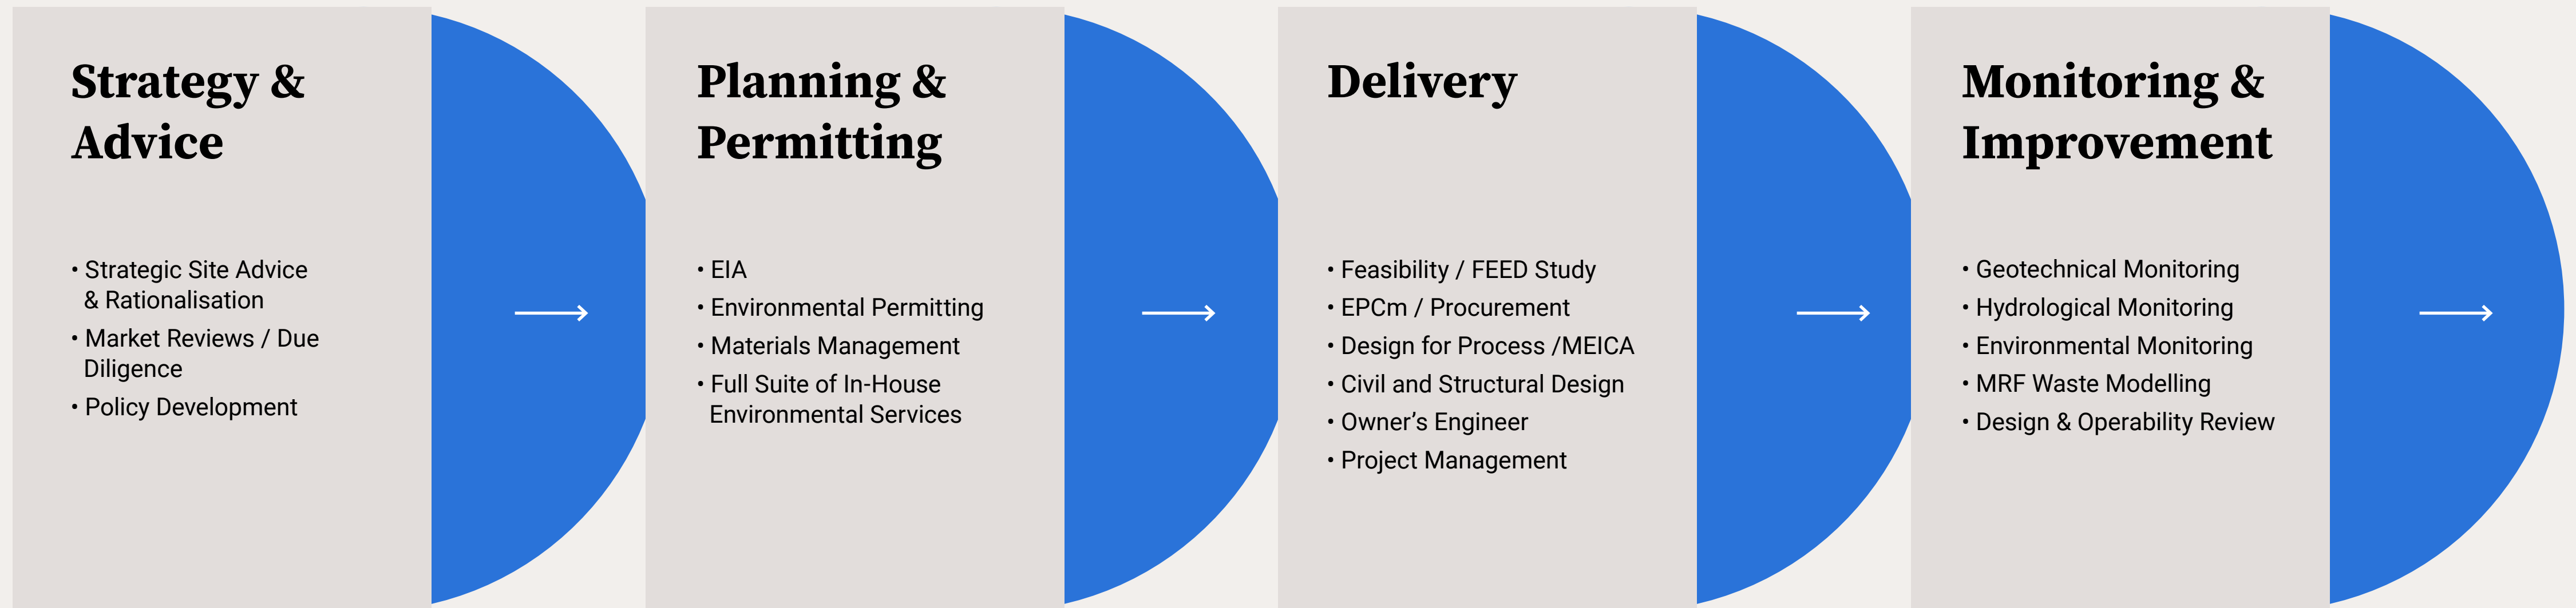 Strategy &
Advice
• Strategic Site Advice
& Rationalisation
• Market Reviews / Due
Diligence
• Policy Development
Planning &
Permitting
• EIA
• Environmental Permitting
• Materials Management
• Full Suite of In-House
Environmental Services
Delivery
• Feasibility / FEED Study
• EPCm / Procurement
• Design for Process /MEICA
• Civil and Structural Design
• Owner’s Engineer
• Project Management
Monitoring &
Improvement
• Geotechnical Monitoring
• Hydrological Monitoring
• Environmental Monitoring
• MRF Waste Modelling
• Design & Operability Review